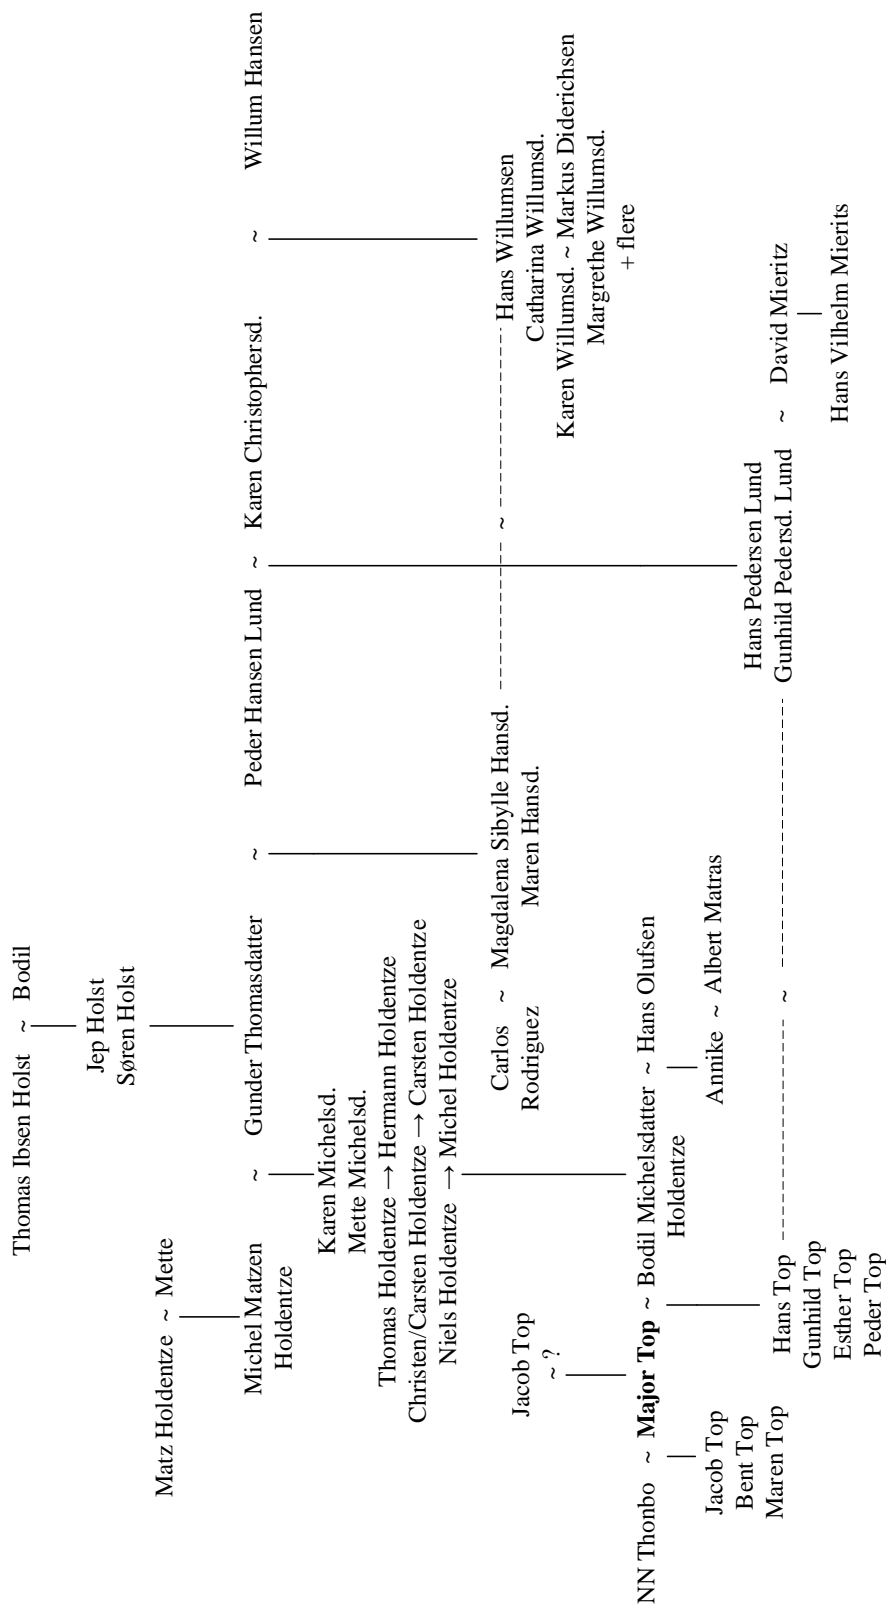 Thomas Ibsen Holst ~ Bodil
Jep Holst
Søren Holst
Matz Holdentze ~ Mette
Michel Matzen ~ Gunder Thomasdatter ~ Peder Hansen Lund ~ Karen Christophersd. ~ Willum Hansen
Holdentze
Karen Michelsd.
Mette Michelsd.
Thomas Holdentze → Hermann Holdentze
Christen/Carsten Holdentze → Carsten Holdentze
Niels Holdentze → Michel Holdentze
Carlos ~ Magdalena Sibylle Hansd. ~ Hans Willumsen
Rodriguez
Maren Hansd.
Catharina Willumsd.
Karen Willumsd. ~ Markus Diderichsen
Margrethe Willumsd.
+ flere
Jacob Top
~ ?
NN Thonbo ~ Major Top ~ Bodil Michelsdatter ~ Hans Olufsen
Holdentze
Jacob Top
Bent Top
Maren Top
Annike ~ Albert Matras
Hans Pedersen Lund
Hans Top ~ Gunhild Pedersd. Lund ~ David Mieritz
Gunhild Top
Esther Top
Peder Top
Hans Vilhelm Mierits